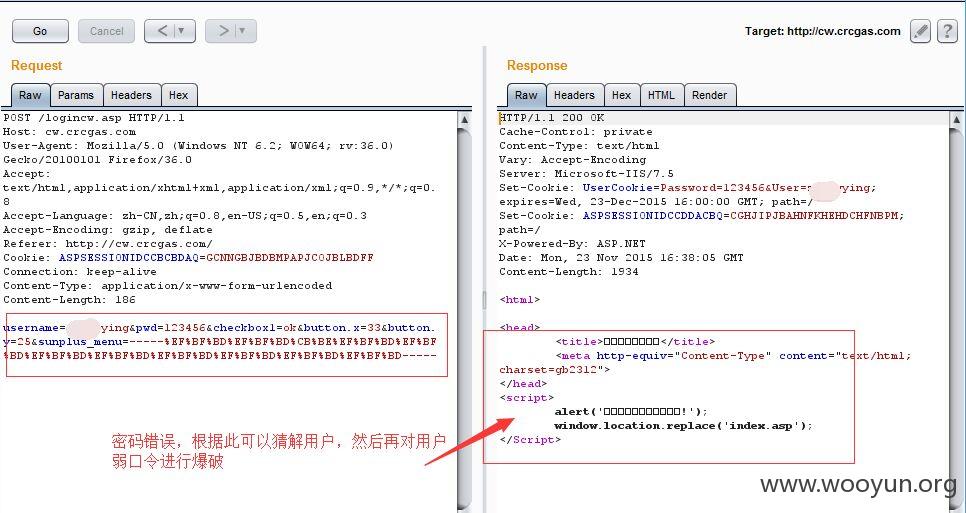 Go
Cancel
<
>
Target: http://cw.crcgas.com
?
Request
Raw
Params
Headers
Hex
POST /logincw.asp HTTP/1.1
Host: cw.crcgas.com
User-Agent: Mozilla/5.0 (Windows NT 6.2; WOW64; rv:36.0)
Gecko/20100101 Firefox/36.0
Accept:
text/html,application/xhtml+xml,application/xml;q=0.9,*/*;q=0.
8
Accept-Language: zh-CN,zh;q=0.8,en-US;q=0.5,en;q=0.3
Accept-Encoding: gzip, deflate
Referer: http://cw.crcgas.com/
Cookie: ASPSESSIONIDCCBCBDAQ=GCNNGBJBDBMPAPJCOJBLBDFF
Connection: keep-alive
Content-Type: application/x-www-form-urlencoded
Content-Length: 186
username=ying&pwd=123456&checkbox1=ok&button.x=33&button.
y=25&sunplus_menu=-----%EF%BF%BD%EF%BF%BD%CB%BE%EF%BF%BD%EF%BF
%BD%EF%BF%BD%EF%BF%BD%EF%BF%BD%EF%BF%BD%EF%BF%BD%EF%BF%BD-----
密码错误，根据此可以猜解用户，然后再对用户
弱口令进行爆破
Response
Raw
Headers
Hex
HTML
Render
HTTP/1.1 200 OK
Cache-Control: private
Content-Type: text/html
Vary: Accept-Encoding
Server: Microsoft-IIS/7.5
Set-Cookie: UserCookie=Password=123456&User=ying;
expires=Wed, 23-Dec-2015 16:00:00 GMT; path=/
Set-Cookie: ASPSESSIONIDCCDDACBQ=CGHJIPJBAHNFKHEHDCHFNBPM;
path=/
X-Powered-By: ASP.NET
Date: Mon, 23 Nov 2015 16:38:05 GMT
Content-Length: 1934
<html>
<head>
<title>□□□□□□□□</title>
<meta http-equiv="Content-Type" content="text/html;
charset=gb2312">
</head>
<script>
alert('□□□□□□□□□□□!');
window.location.replace('index.asp');
</Script>
www.wooyun.org